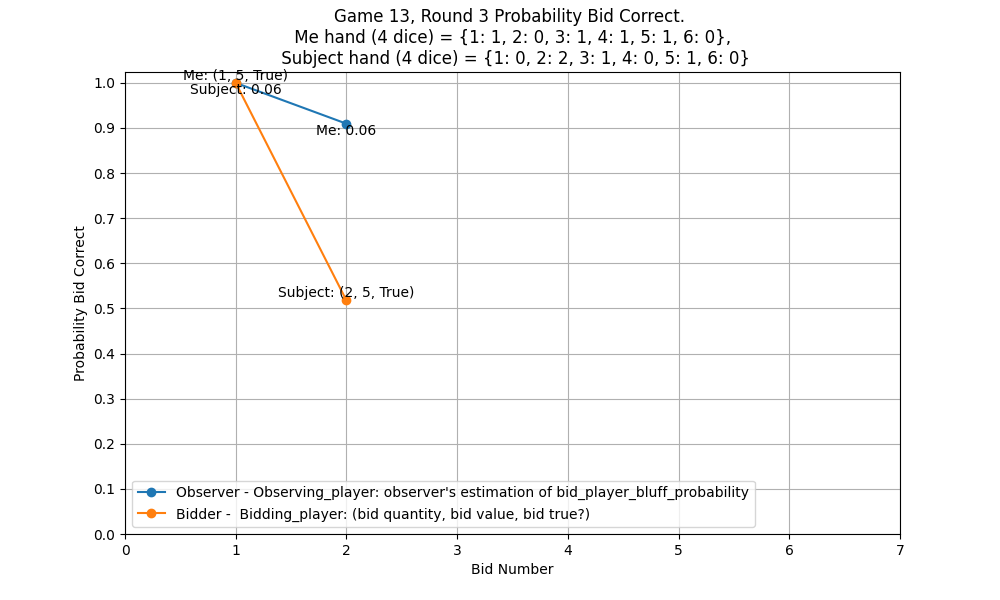 Game 13, Round 3 Probability Bid Correct.
Me hand (4 dice) = {1: 1, 2: 0, 3: 1, 4: 1, 5: 1, 6: 0},
Subject hand (4 dice) = {1: 0, 2: 2, 3: 1, 4: 0, 5: 1, 6: 0}
Me: (1, 5, True)
Subject: 0.06
Me: 0.06
Subject: (2, 5, True)
Probability Bid Correct
1.0
0.9
0.8
0.7
0.6
0.5
0.4
0.3
0.2
0.1
0.0
Observer - Observing_player: observer's estimation of bid_player_bluff_probability
Bidder -  Bidding_player: (bid quantity, bid value, bid true?)
0 1 2 3 4 5 6 7
Bid Number